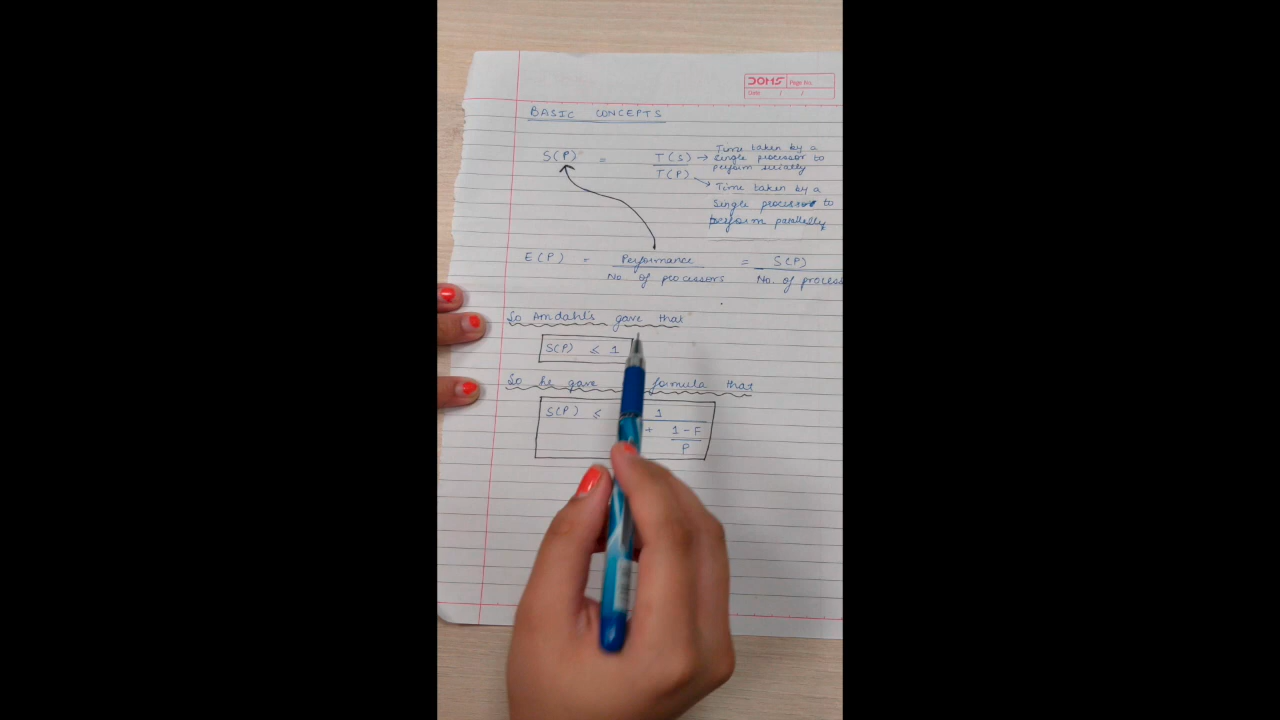 DOMS Page No.
Date / /
BASIC CONCEPTS
S(P) = T(S) → Time taken by a
single processor to
perform serially
T(P) → Time taken by a
single processor to
perform parallelly
E(P) = Performance = S(P)
No. of processors No. of process
So Amdahl's gave that
S(P) ≤ 1
So he gave formula that
S(P) ≤ 1
+ 1-F
P